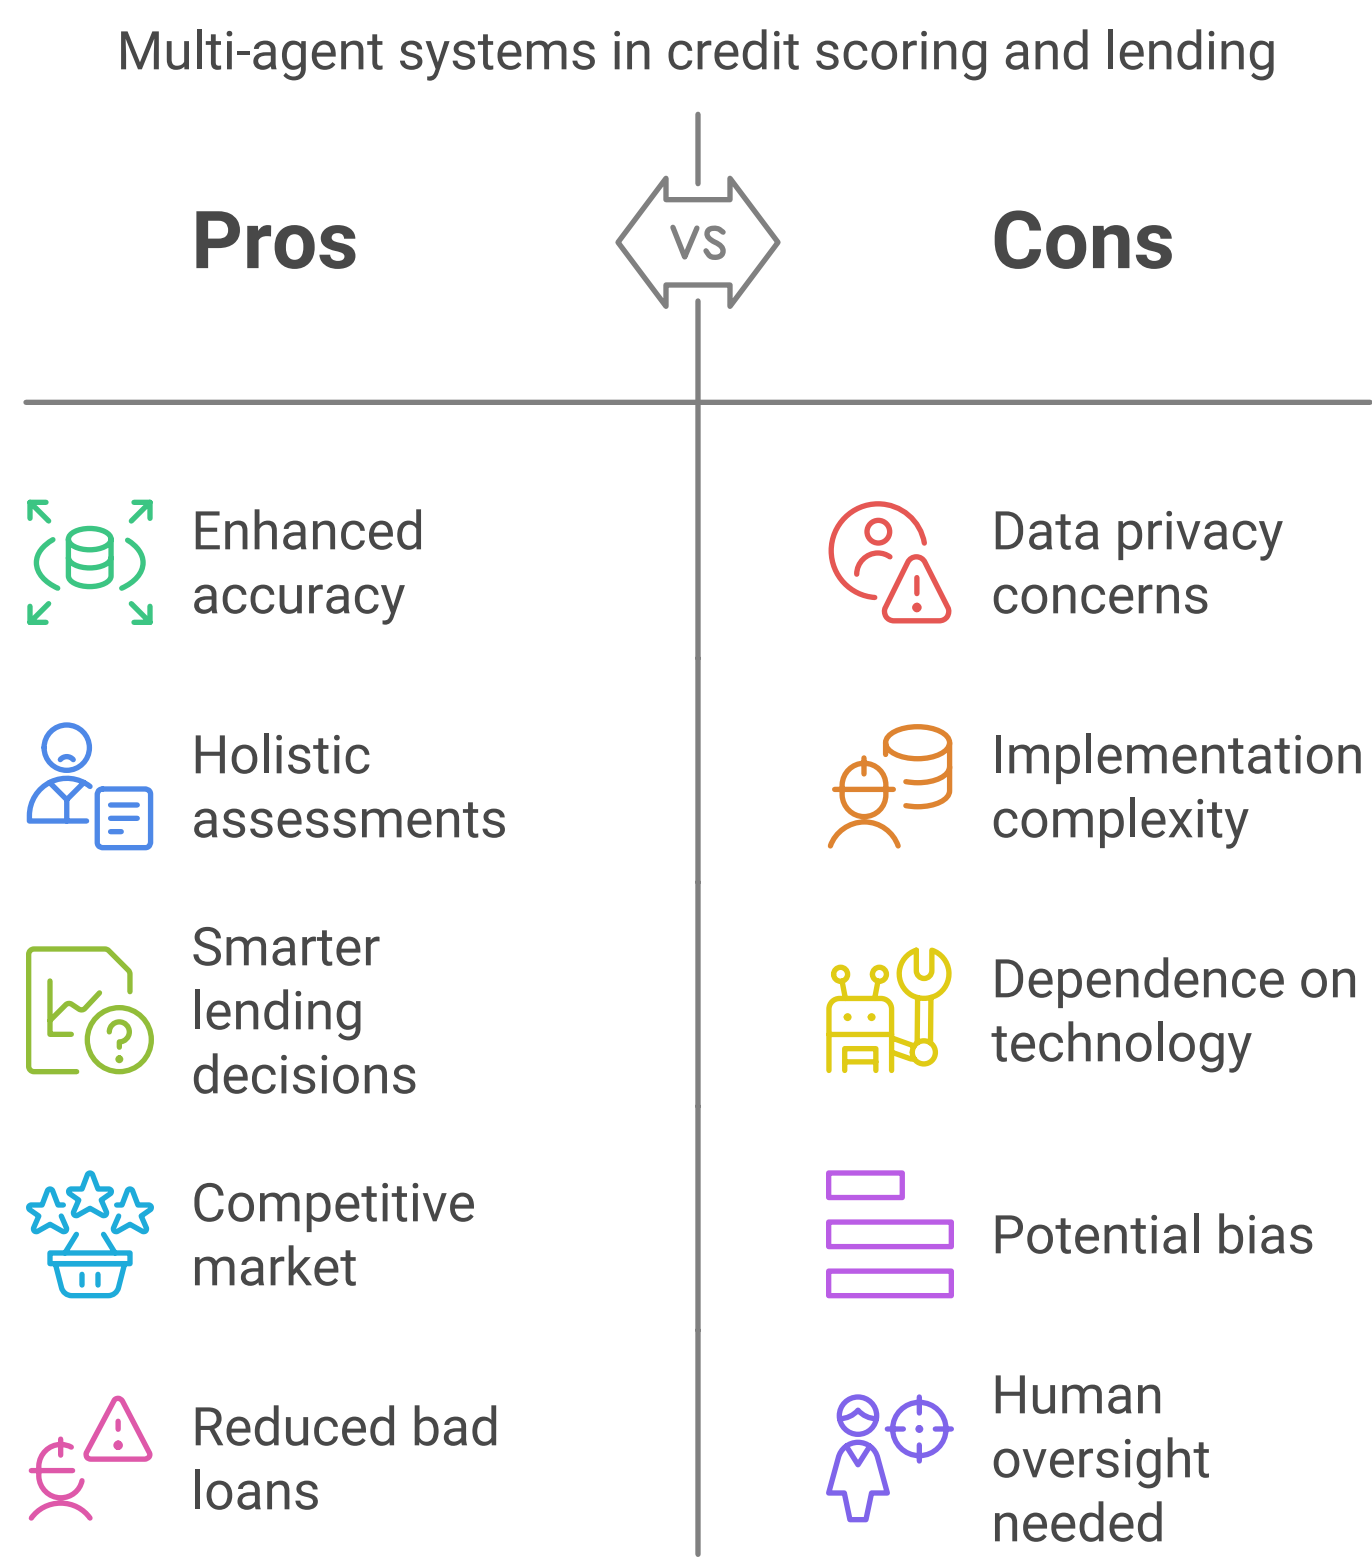 Multi-agent systems in credit scoring and lending
Pros
VS
Cons
Enhanced
accuracy
Data privacy
concerns
Holistic
assessments
Implementation
complexity
Smarter
lending
decisions
Dependence on
technology
Competitive
market
Potential bias
Reduced bad
loans
Human
oversight
needed